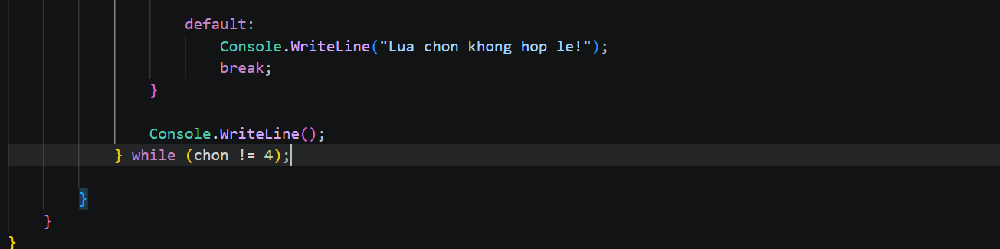 default:
Console.WriteLine("Lua chon khong hop le!");
break;
}
Console.WriteLine();
} while (chon != 4);
}
}
}